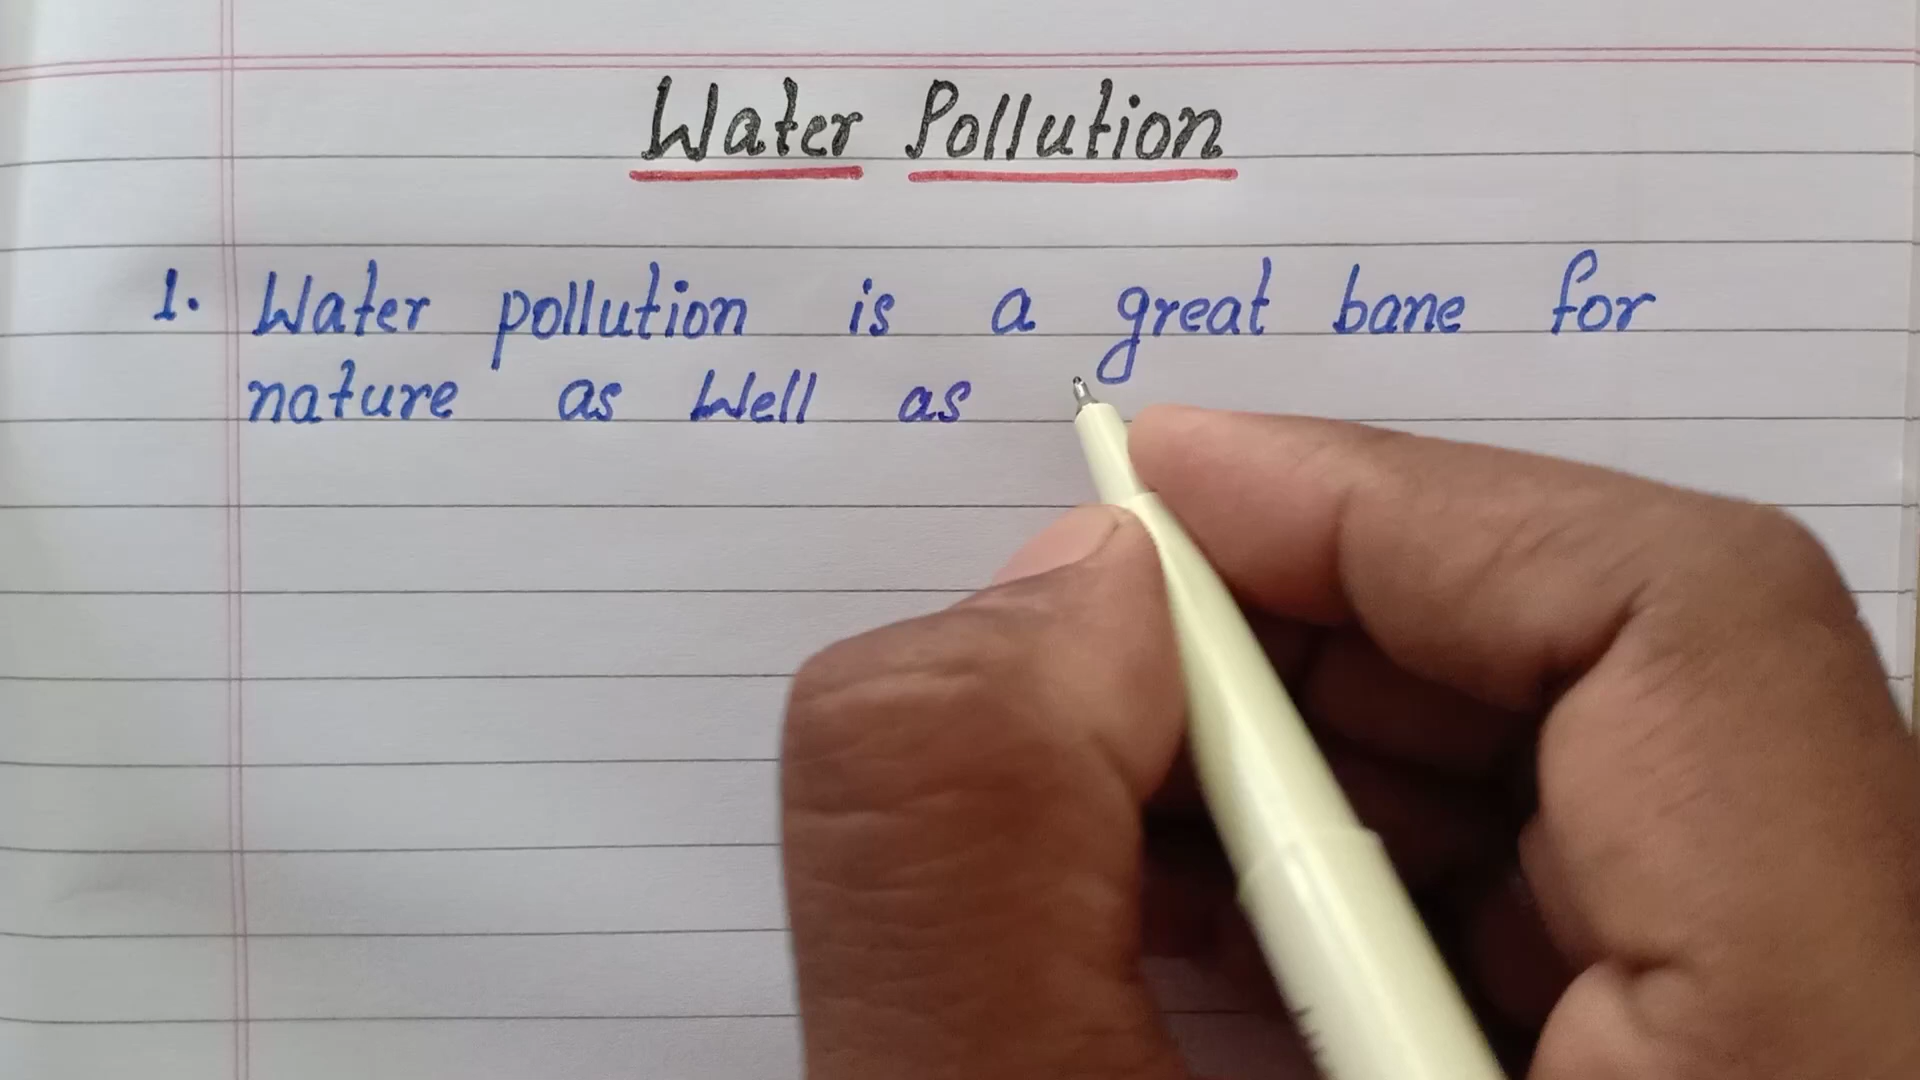 Water Pollution
1. Water pollution is a great bane for
nature as Well as